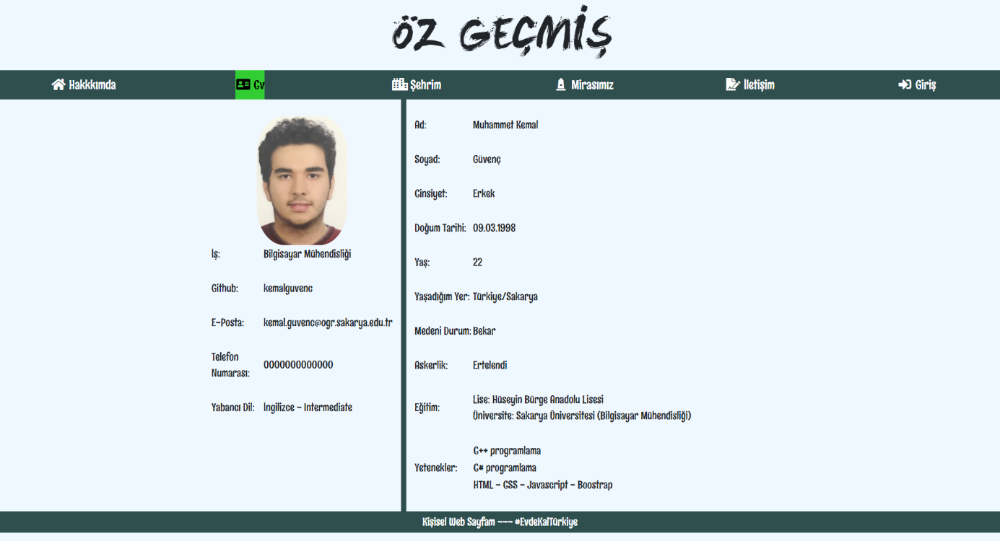 ÖZ GEÇMİŞ
Hakkkımda
Cv
Şehrim
Mirasımız
İletişim
Giriş
İş: Bilgisayar Mühendisliği
Github: kemalguvenc
E-Posta: kemal.guvenc@ogr.sakarya.edu.tr
Telefon
Numarası: 0000000000000
Yabancı Dil: İngilizce - Intermediate
Ad: Muhammet Kemal
Soyad: Güvenç
Cinsiyet: Erkek
Doğum Tarihi: 09.03.1998
Yaş: 22
Yaşadığım Yer: Türkiye/Sakarya
Medeni Durum: Bekar
Askerlik: Ertelendi
Eğitim:
Lise: Hüseyin Bürge Anadolu Lisesi
Üniversite: Sakarya Üniversitesi (Bilgisayar Mühendisliği)
Yetenekler:
C++ programlama
C# programlama
HTML - CSS - Javascript - Boostrap
Kişisel Web Sayfam --- #EvdeKalTürkiye